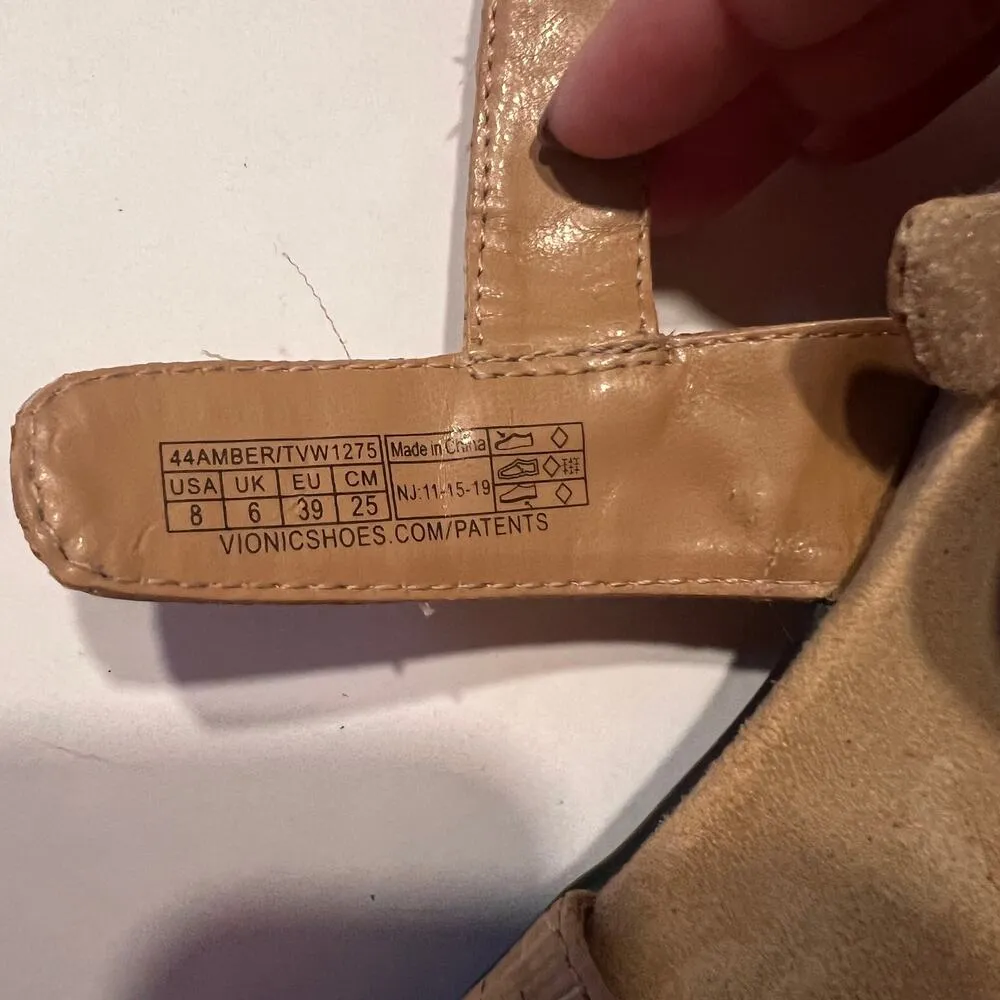 44AMBER/TVW1275
Made in China
USA UK EU CM
8 6 39 25
NJ:11-15-19
VIONICSHOES.COM/PATENTS